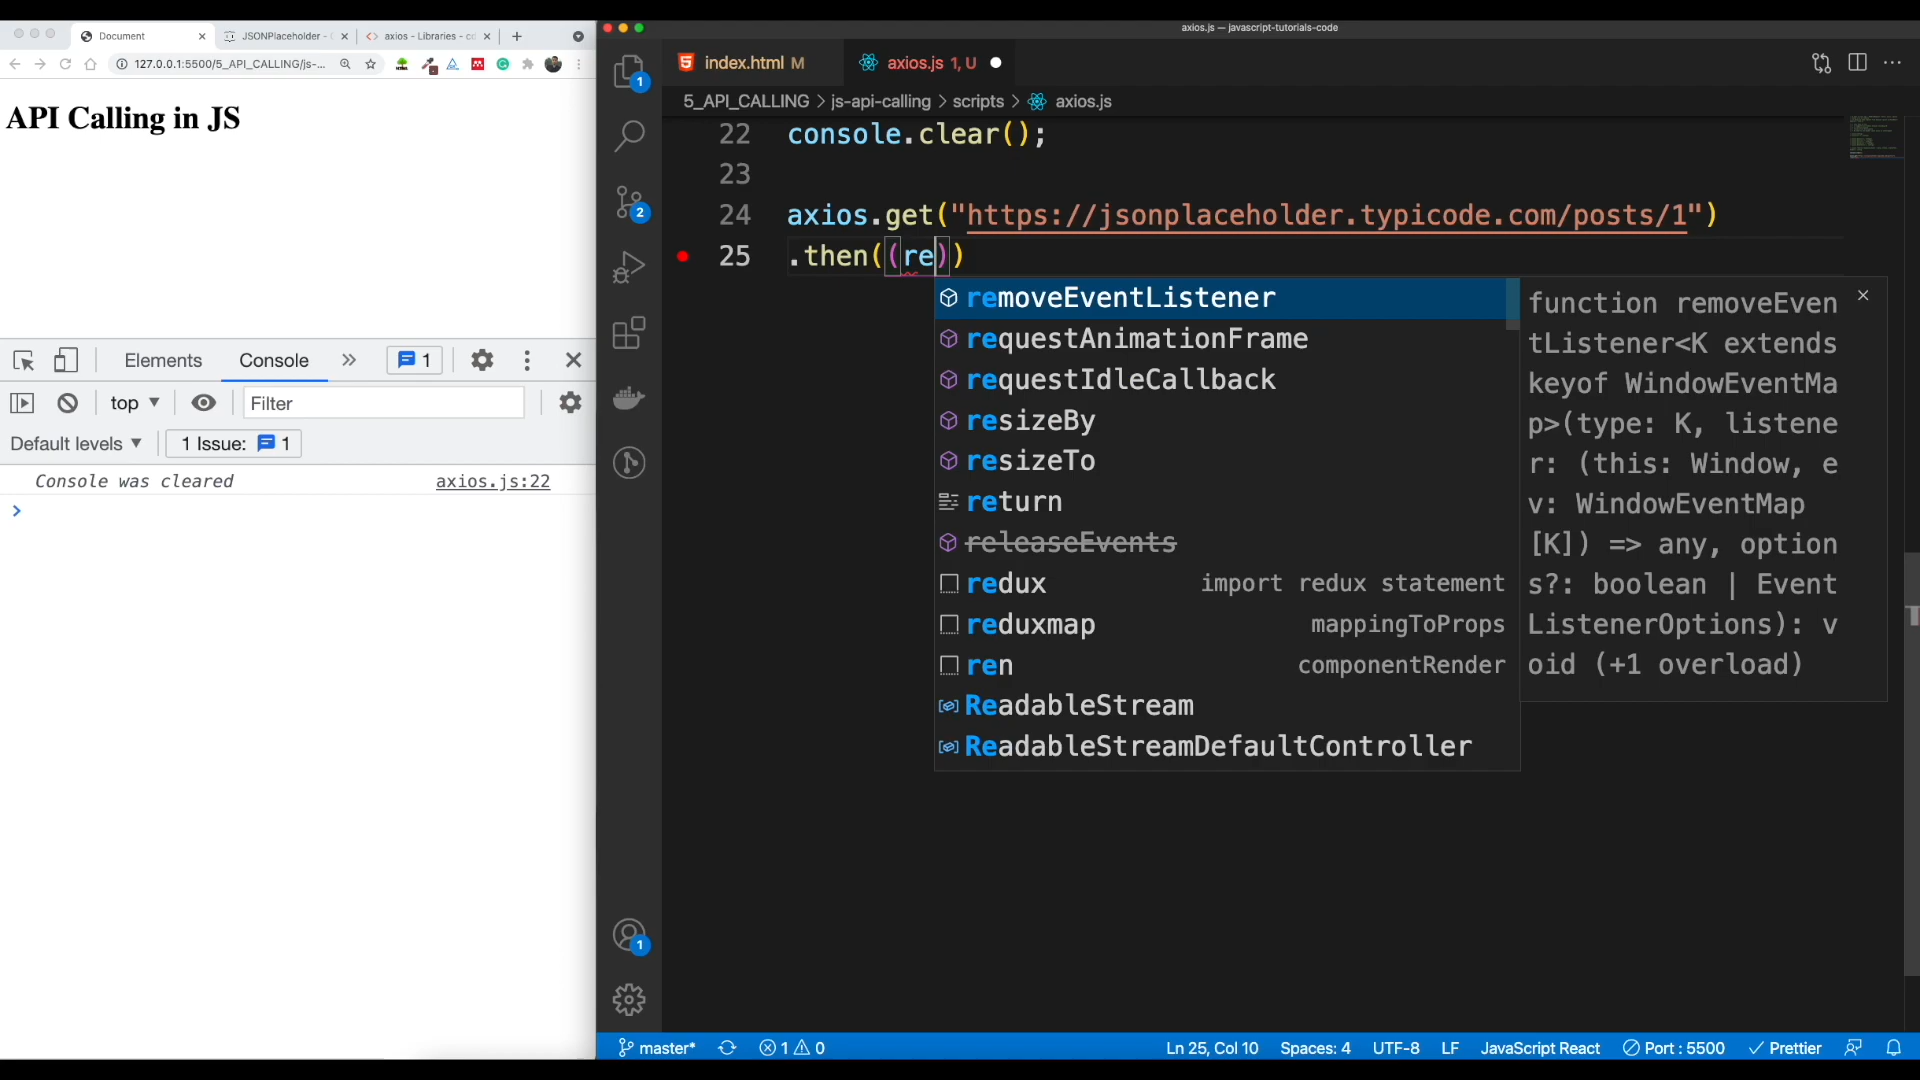 axios.js — javascript-tutorials-code
Document
JSONPlaceholder -
axios - Libraries - cd
127.0.0.1:5500/5_API_CALLING/js-...
API Calling in JS
Elements
Console
1
top
Filter
Default levels
1 Issue: 1
Console was cleared
axios.js:22
1
2
1
index.html M
axios.js 1, U
5_API_CALLING > js-api-calling > scripts > axios.js
22 console.clear();
23
24 axios.get("https://jsonplaceholder.typicode.com/posts/1")
25 .then((re))
removeEventListener
requestAnimationFrame
requestIdleCallback
resizeBy
resizeTo
return
releaseEvents
redux import redux statement
reduxmap mappingToProps
ren componentRender
ReadableStream
ReadableStreamDefaultController
function removeEven
tListener<K extends
keyof WindowEventMa
p>(type: K, listene
r: (this: Window, e
v: WindowEventMap
[K]) => any, option
s?: boolean | Event
ListenerOptions): v
oid (+1 overload)
master*
1 0
Ln 25, Col 10
Spaces: 4
UTF-8
LF
JavaScript React
Port : 5500
Prettier